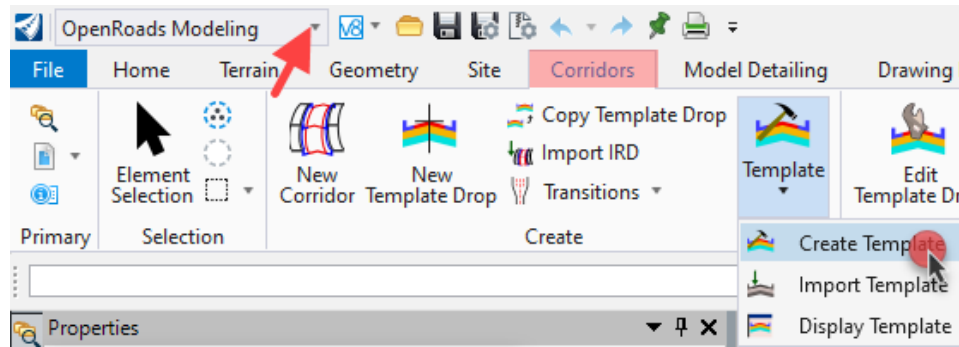 OpenRoads Modeling V8
File Home Terrain Geometry Site Corridors Model Detailing Drawing
Element Selection
New Corridor
New Template Drop
Copy Template Drop
Import IRD
Transitions
Template
Edit
Template Dr
Primary Selection Create
Create Template
Import Template
Display Template
Properties